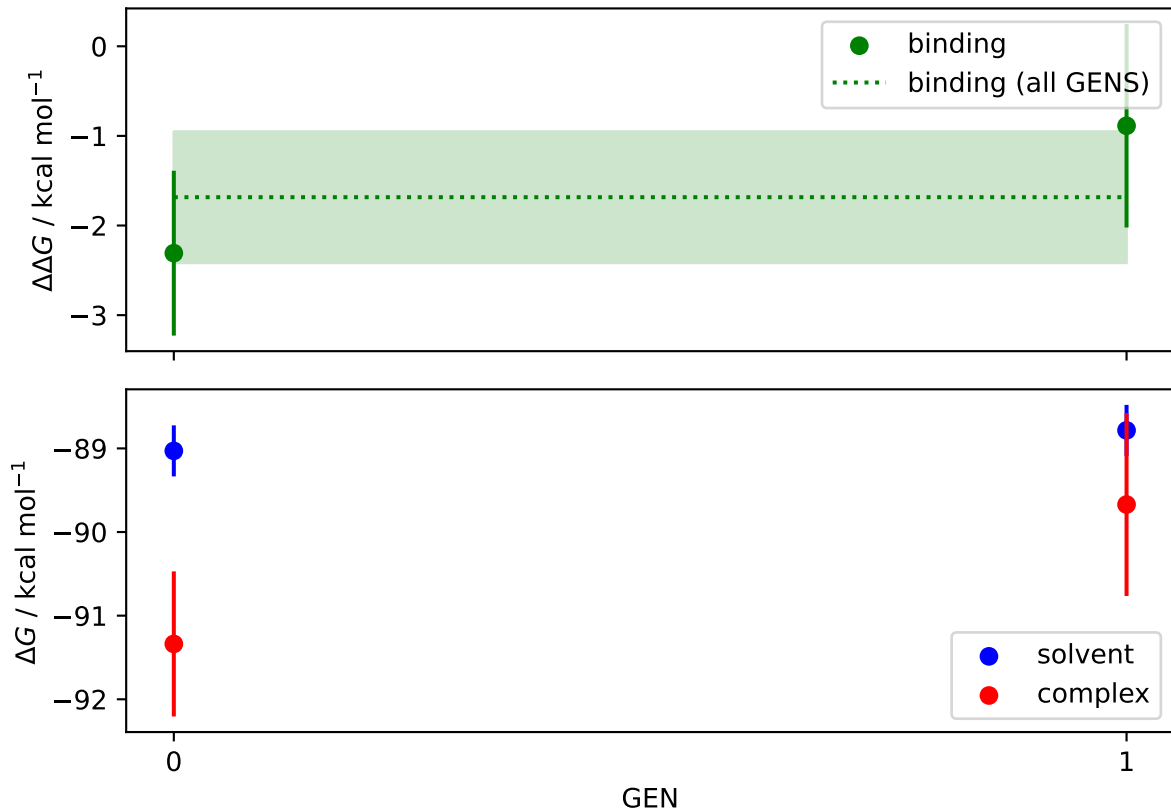 0
−1
−2
−3
ΔΔG / kcal mol⁻¹
binding
binding (all GENS)
−89
−90
−91
−92
ΔG / kcal mol⁻¹
solvent
complex
0
1
GEN